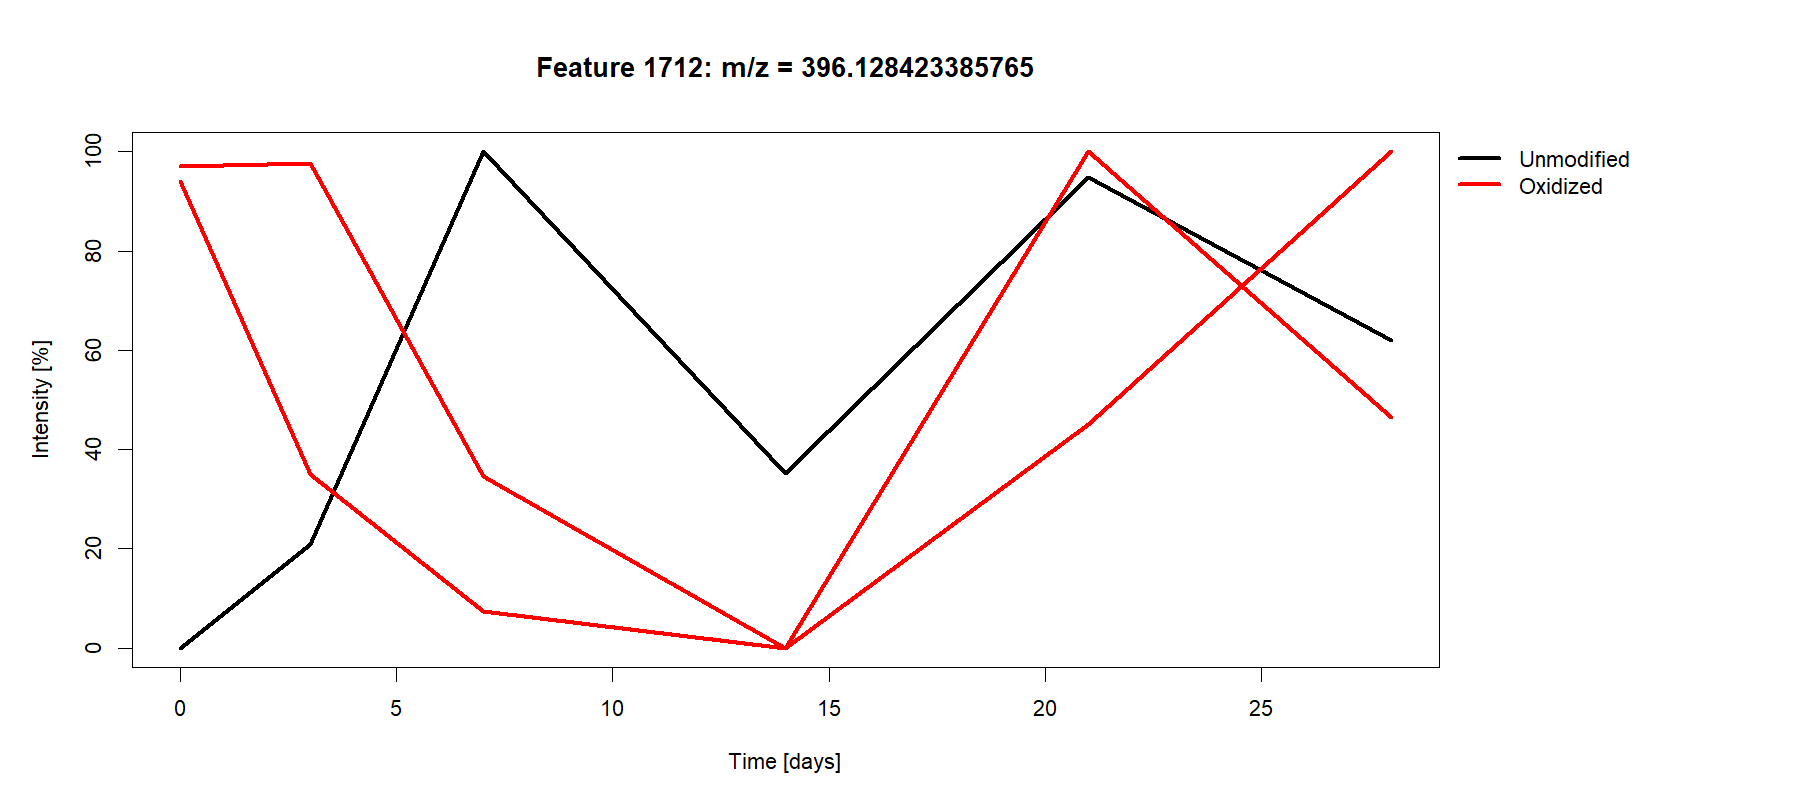 Feature 1712: m/z = 396.128423385765
Unmodified
Oxidized
Intensity [%]
100
80
60
40
20
0
0 5 10 15 20 25
Time [days]